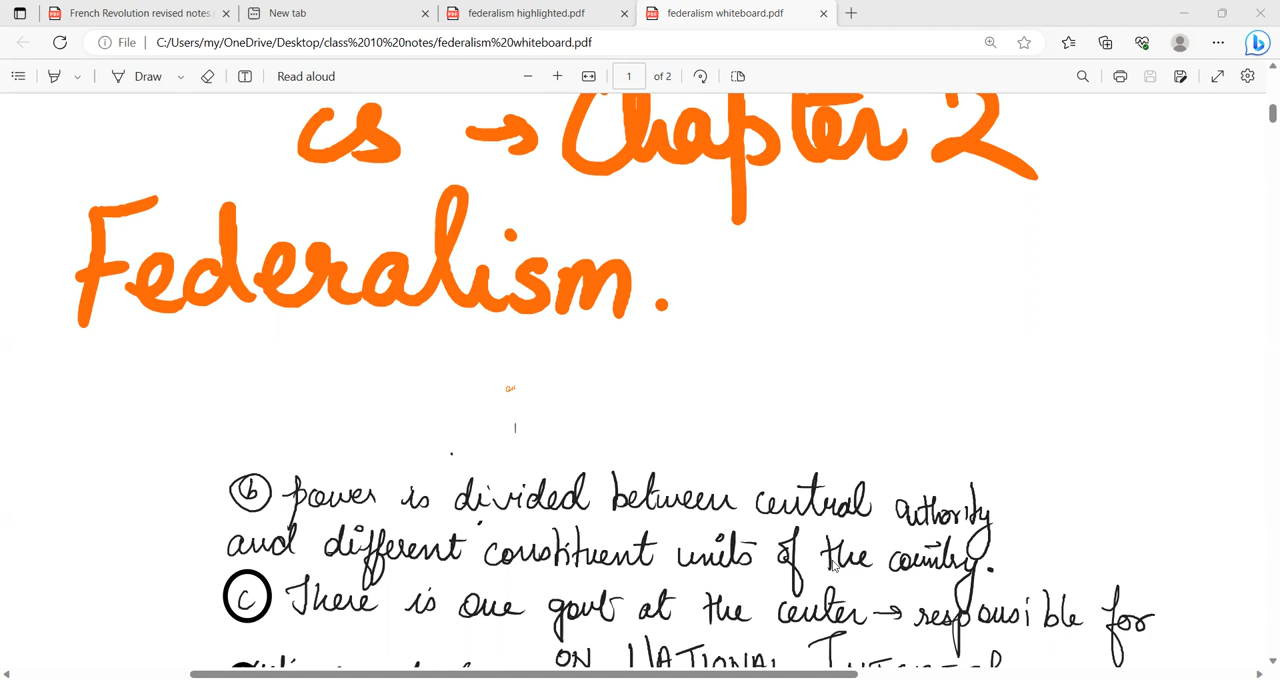 French Revolution revised notes.p
New tab
federalism highlighted.pdf
federalism whiteboard.pdf
File
C:/Users/my/OneDrive/Desktop/class%2010%20notes/federalism%20whiteboard.pdf
Draw
Read aloud
1
of 2
cs → Chapter 2
Federalism.
(b) power is divided between central authority
and different constituent units of the country.
(c) There is one govt at the center → responsible for
ON NATIONAL